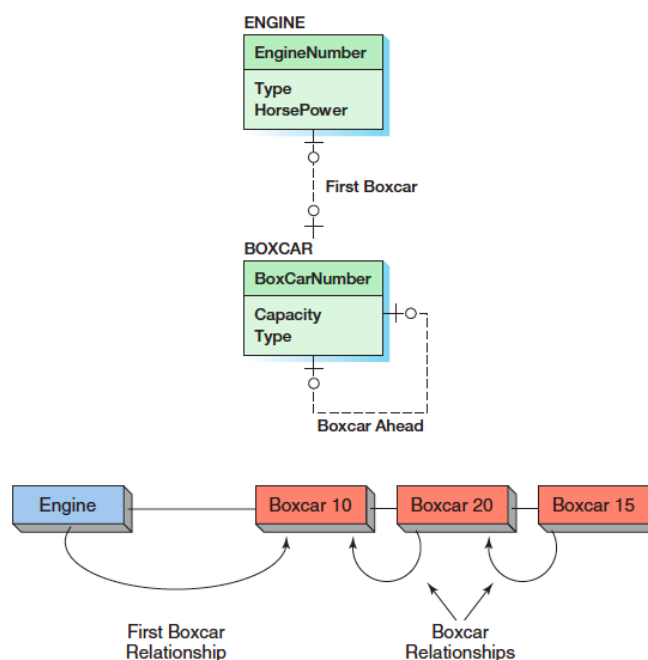 ENGINE
EngineNumber
Type
HorsePower
First Boxcar
BOXCAR
BoxCarNumber
Capacity
Type
Boxcar Ahead
Engine
Boxcar 10
Boxcar 20
Boxcar 15
First Boxcar
Relationship
Boxcar
Relationships